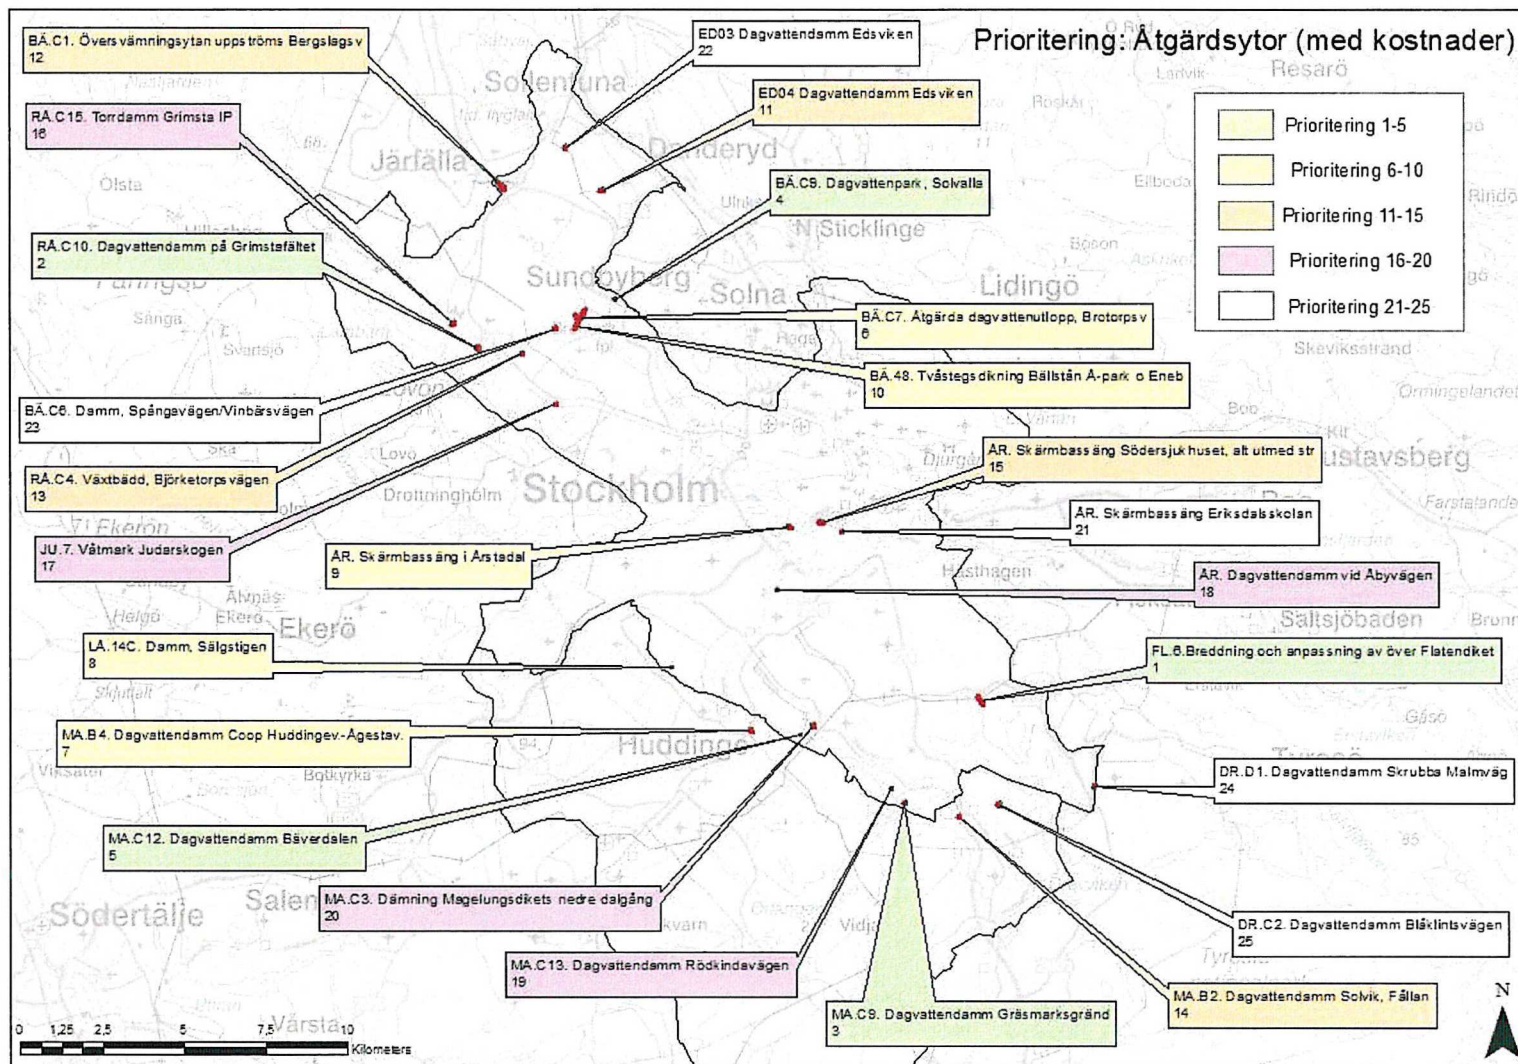 Prioritering: Åtgärdsytor (med kostnader)
BÄ.C1. Översvämningsytan uppströms Bergslagsv
12
ED03 Dagvattendamm Edsviken
22
ED04 Dagvattendamm Edsviken
11
RÅ.C15. Torrdamm Grimsta IP
16
BÄ.C9. Dagvattenpark, Solvalla
4
RÅ.C10. Dagvattendamm på Grimstafältet
2
Prioritering 1-5
Prioritering 6-10
Prioritering 11-15
Prioritering 16-20
Prioritering 21-25
BÄ.C7. Åtgärda dagvattenutlopp, Brotorpsv
6
BÄ.48. Tvåstegsdikning Bällstån Å-park o Eneb
10
BÄ.C6. Damm, Spångavägen/Vinbärsvägen
23
RÅ.C4. Växtbädd, Björketorpsvägen
13
ÅR. Skärmbassäng Södersjukhuset, alt utmed str
15
ÅR. Skärmbassäng Eriksdalsskolan
21
JU.7. Våtmark Judarskogen
17
ÅR. Skärmbassäng i Årstadal
9
ÅR. Dagvattendamm vid Åbyvägen
18
LÅ.14C. Damm, Sälgstigen
8
FL.6.Breddning och anpassning av över Flatendiket
1
MA.B4. Dagvattendamm Coop Huddingev.-Ågestav.
7
DR.D1. Dagvattendamm Skrubba Malmväg
24
MA.C12. Dagvattendamm Bäverdalen
5
MA.C3. Dämning Magelungsdikets nedre dalgång
20
DR.C2. Dagvattendamm Blåklintsvägen
25
MA.C13. Dagvattendamm Rödkindavägen
19
MA.C9. Dagvattendamm Gräsmarksgränd
3
MA.B2. Dagvattendamm Solvik, Fållan
14
Sollentuna
Danderyd
Järfälla
Resarö
N Sticklinge
Sundbyberg
Solna
Lidingö
Stockholm
Drottningholm
Lovö
Ekerön
Ekerö
Hästhagen
Saltsjöbaden
Skeviksstrand
Huddinge
Botkyrka
Södertälje
Vårsta
Svartsjö
Sånga
Ölsta
Gåsö
N
0 1,25 2,5 5 7,5 10
Kilometers